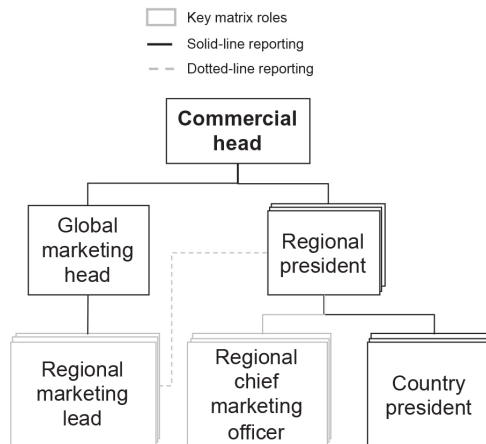 Key matrix roles
Solid-line reporting
Dotted-line reporting
Commercial
head
Global
marketing
head
Regional
president
Regional
marketing
lead
Regional
chief
marketing
officer
Country
president